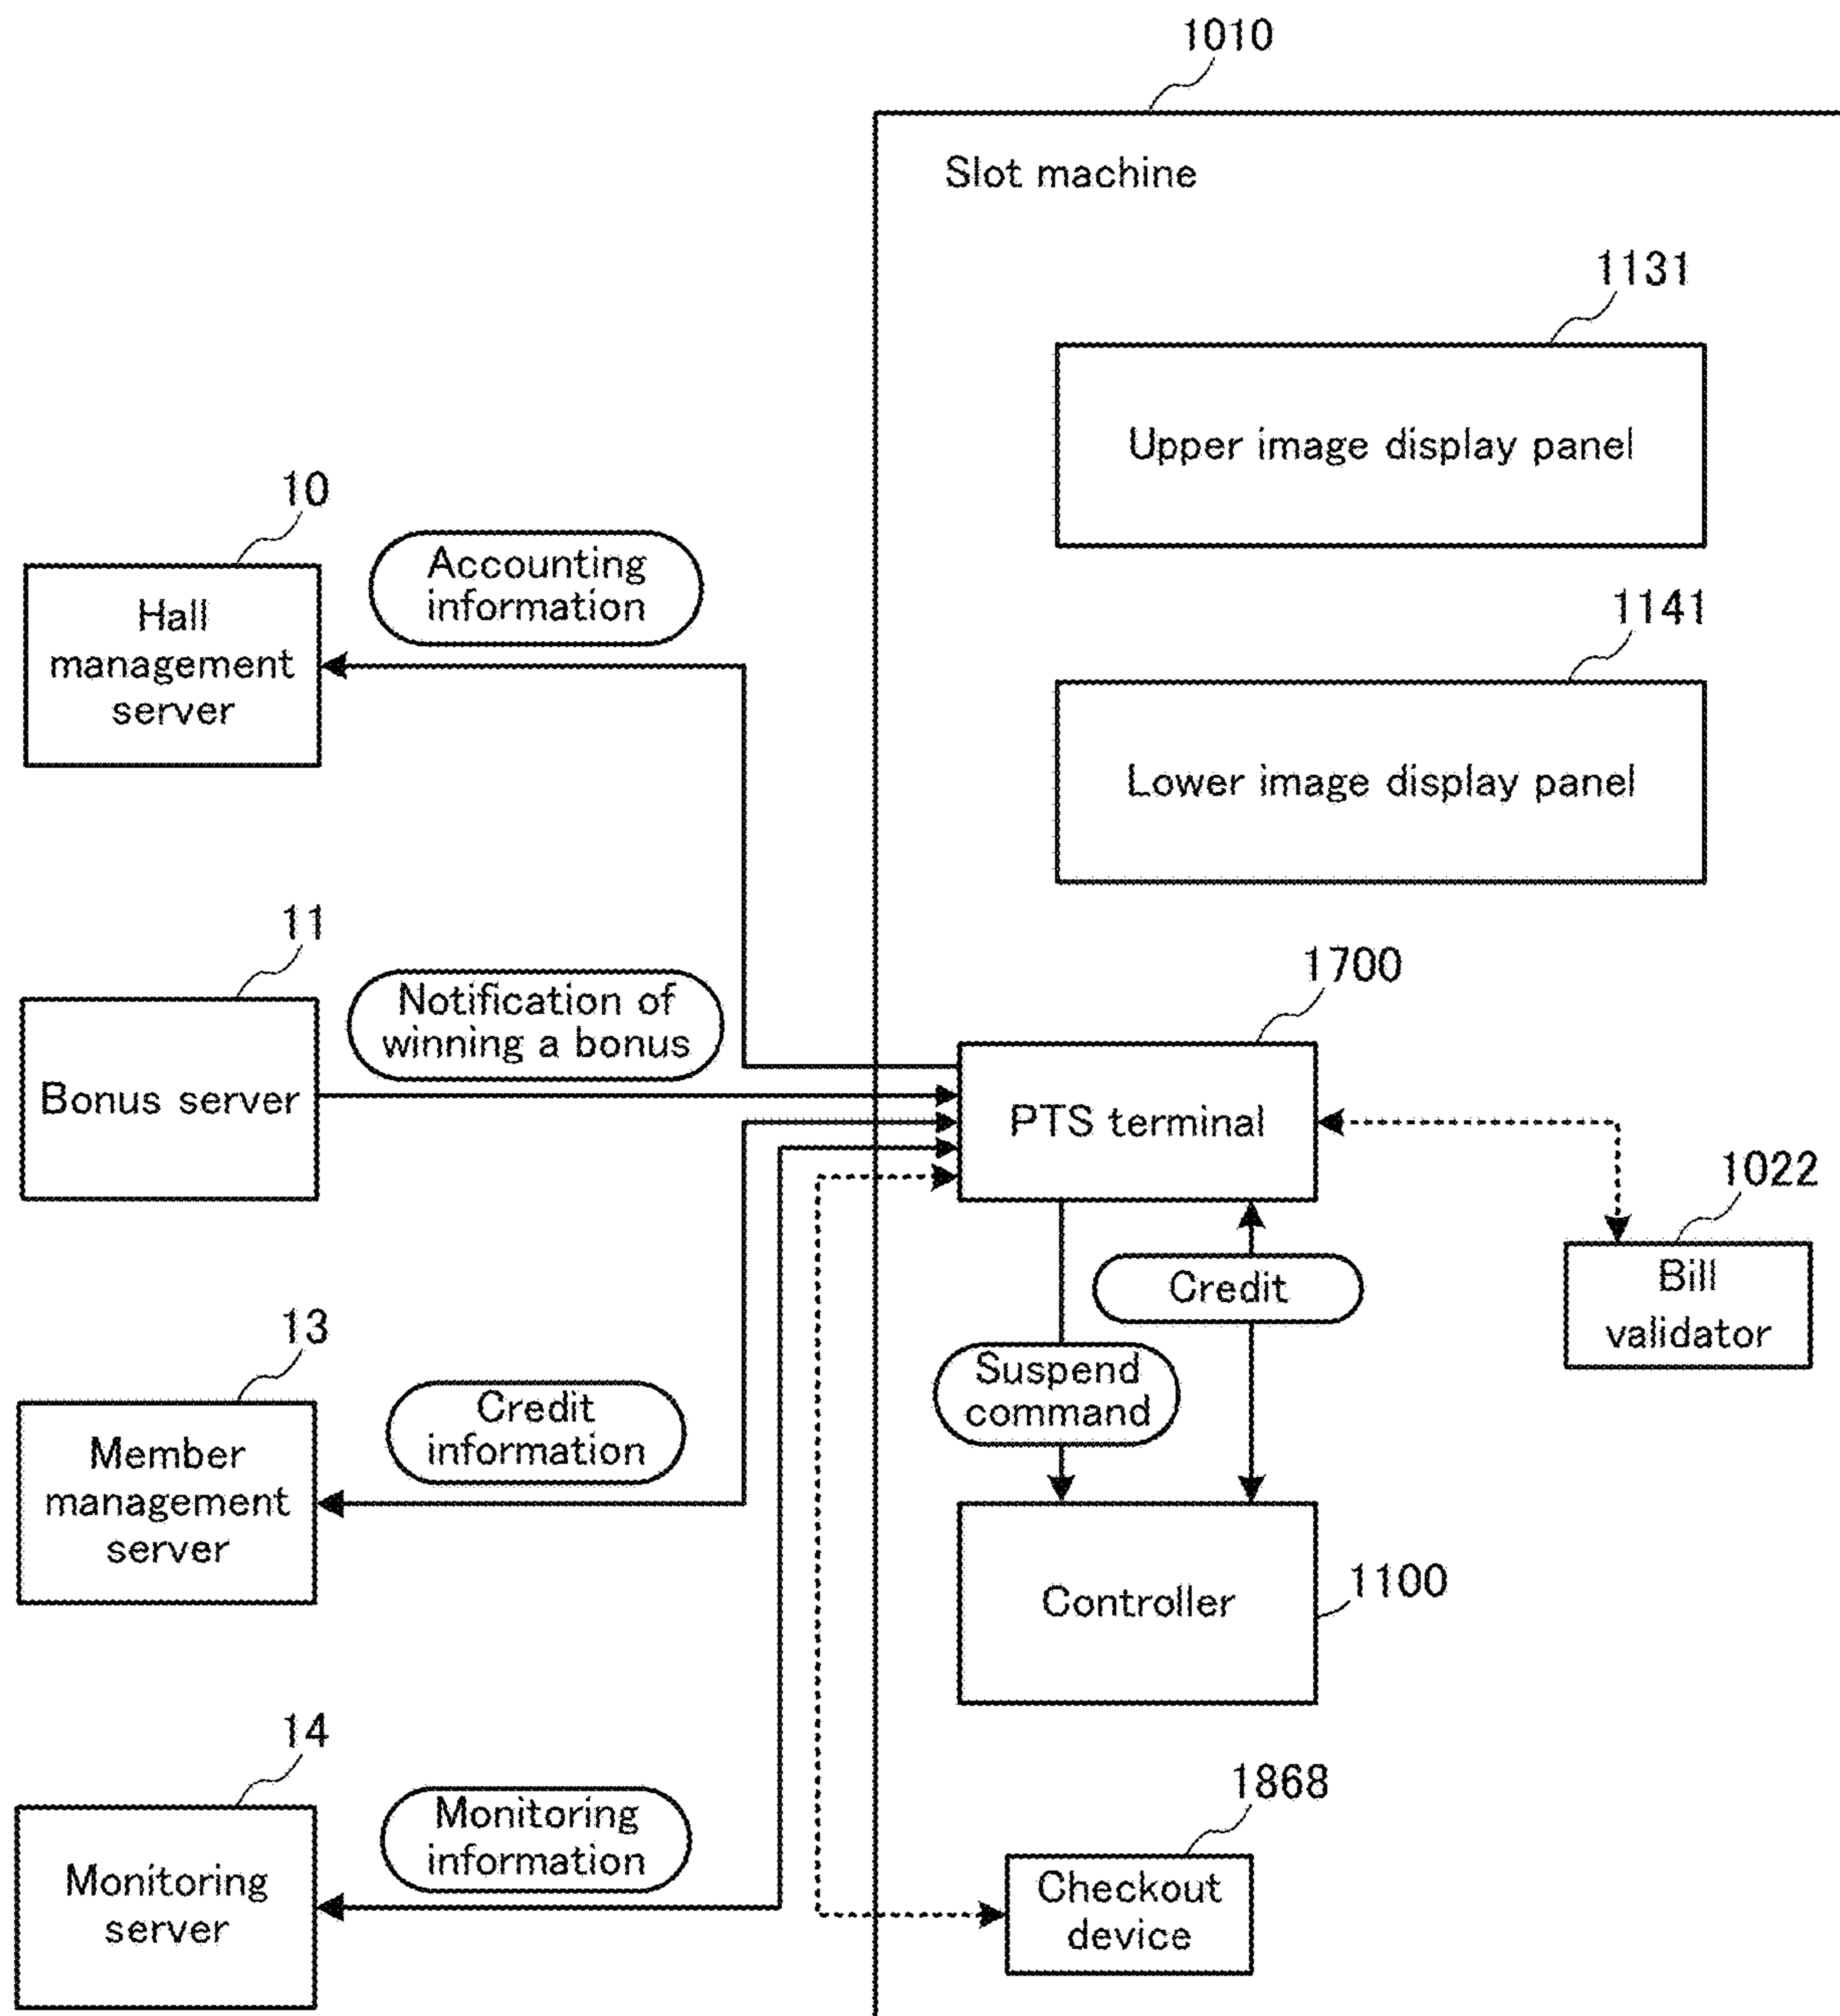 1010
Slot machine
1131
Upper image display panel
1141
Lower image display panel
10
Hall
management
server
Accounting
information
11
Bonus server
Notification of
winning a bonus
1700
PTS terminal
1022
Bill
validator
Credit
Suspend
command
13
Member
management
server
Credit
information
Controller
1100
14
Monitoring
server
Monitoring
information
1868
Checkout
device